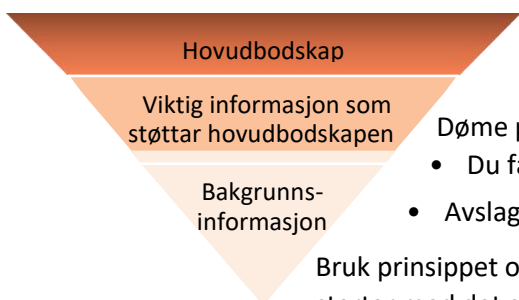 Hovudbodskap
Viktig informasjon som
støttar hovudbodskapen
Døme
• Du
Bakgrunns-
informasjon
• Avslag
Bruk prinsippet